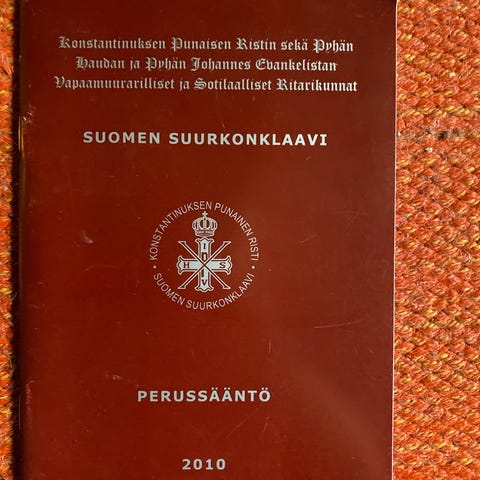 Konstantinuksen Punaisen Ristin sekä Pyhän
Haudan ja Pyhän Johannes Evankelistan
Vapaamuurarilliset ja Sotilaalliset Ritarikunnat
SUOMEN SUURKONKLAAVI
KONSTANTINUKSEN PUNAINEN RISTI
I
H S
V
• SUOMEN SUURKONKLAAVI •
PERUSSÄÄNTÖ
2010